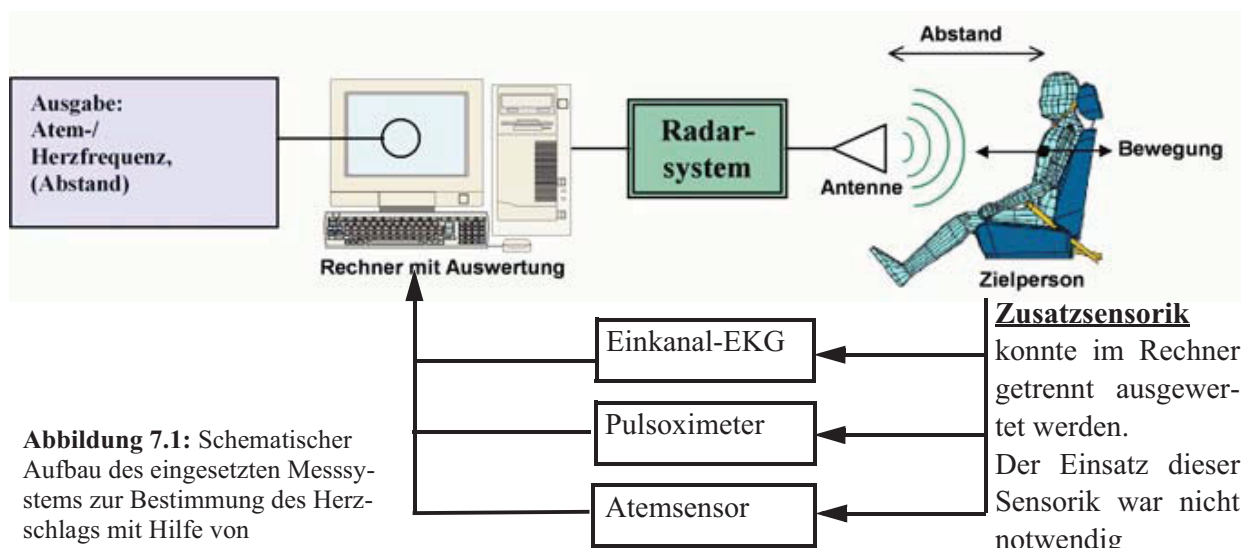 Abstand
Ausgabe:
Atem-/
Herzfrequenz,
(Abstand)
Radar-
system
Antenne
Bewegung
Rechner mit Auswertung
Zielperson
Zusatzsensorik
konnte im Rechner
getrennt ausgewer-
tet werden.
Der Einsatz dieser
Sensorik war nicht
notwendig
Einkanal-EKG
Pulsoximeter
Atemsensor
Abbildung 7.1: Schematischer
Aufbau des eingesetzten Messsy-
stems zur Bestimmung des Herz-
schlags mit Hilfe von